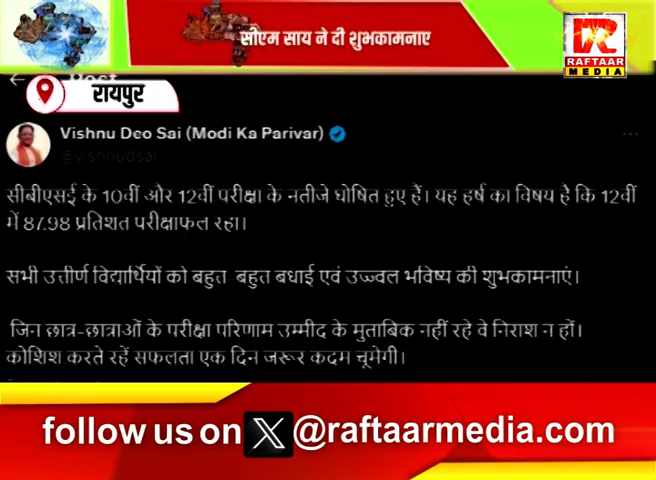 सीएम साय ने दी शुभकामनाए
RAFTAAR
MEDIA
Post
रायपुर
Vishnu Deo Sai (Modi Ka Parivar)
@vishnudsai
सीबीएसई के 10वीं और 12वीं परीक्षा के नतीजे घोषित हुए हैं। यह हर्ष का विषय है कि 12वीं
में 87.98 प्रतिशत परीक्षाफल रहा।
सभी उत्तीर्ण विद्यार्थियों को बहुत बहुत बधाई एवं उज्ज्वल भविष्य की शुभकामनाएं।
जिन छात्र-छात्राओं के परीक्षा परिणाम उम्मीद के मुताबिक नहीं रहे वे निराश न हों।
कोशिश करते रहें सफलता एक दिन जरूर कदम चूमेगी।
follow us on X @raftaarmedia.com